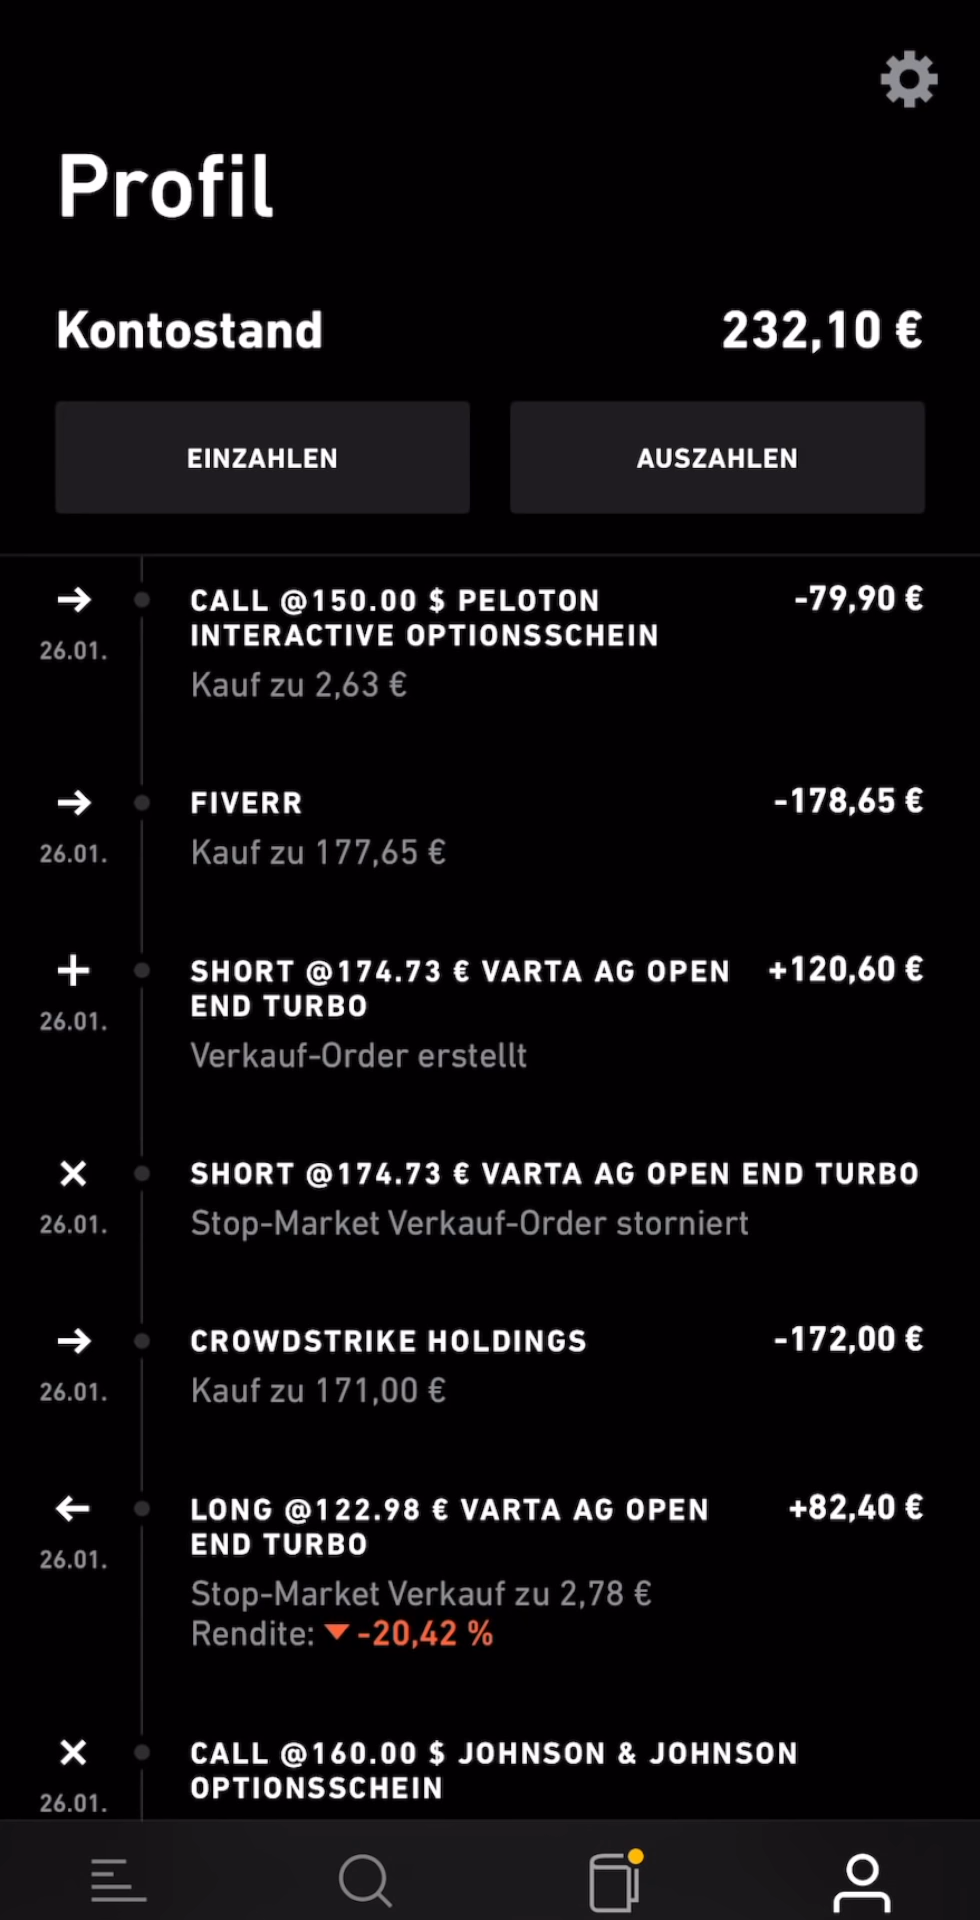 Profil
Kontostand
232,10 €
EINZAHLEN
AUSZAHLEN
CALL @150.00 $ PELOTON
INTERACTIVE OPTIONSSCHEIN
-79,90 €
26.01.
Kauf zu 2,63 €
FIVERR
-178,65 €
26.01.
Kauf zu 177,65 €
SHORT @174.73 € VARTA AG OPEN
END TURBO
+120,60 €
26.01.
Verkauf-Order erstellt
SHORT @174.73 € VARTA AG OPEN END TURBO
26.01.
Stop-Market Verkauf-Order storniert
CROWDSTRIKE HOLDINGS
-172,00 €
26.01.
Kauf zu 171,00 €
LONG @122.98 € VARTA AG OPEN
END TURBO
+82,40 €
26.01.
Stop-Market Verkauf zu 2,78 €
Rendite: ▼ -20,42 %
CALL @160.00 $ JOHNSON & JOHNSON
OPTIONSSCHEIN
26.01.